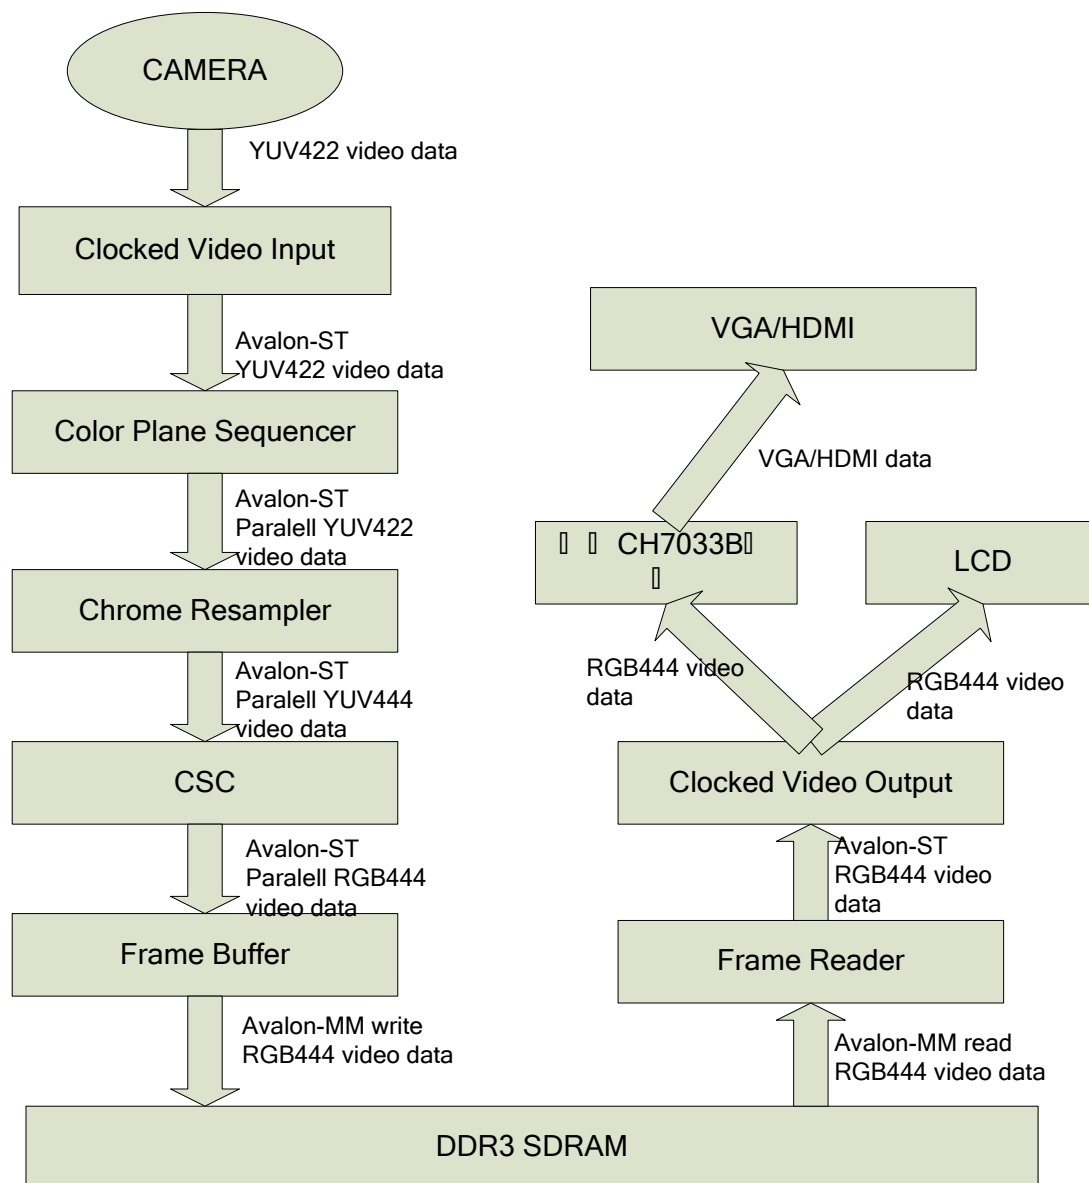 CAMERA
YUV422 video data
Clocked Video Input
Avalon-ST
YUV422 video data
Color Plane Sequencer
Avalon-ST
Paralell YUV422
video data
Chrome Resampler
Avalon-ST
Paralell YUV444
video data
CSC
Avalon-ST
Paralell RGB444
video data
Frame Buffer
Avalon-MM write
RGB444 video data
DDR3 SDRAM
Avalon-MM read
RGB444 video data
Frame Reader
Avalon-ST
RGB444 video
data
Clocked Video Output
RGB444 video
data
RGB444 video
data
CH7033B
LCD
VGA/HDMI data
VGA/HDMI